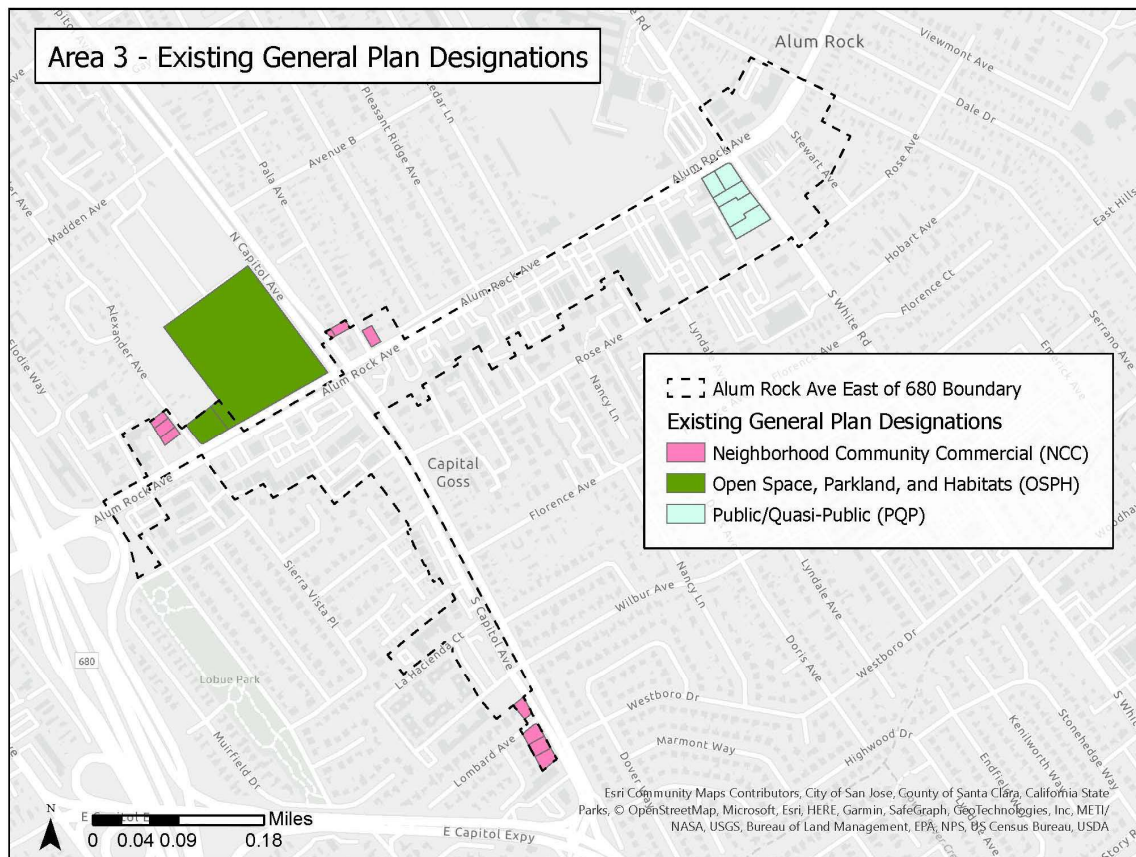 Area 3 - Existing General Plan Designations
Alum Rock
Viewmont Ave
Dale Dr
Pleasant Ridge Ave
Avenue B
Pala Ave
Madden Ave
N Capitol Ave
Alum Rock Ave
Stewart Ave
Rose Ave
East Hills
Hobart Ave
Florence Ct
S White Rd
Serrano Ave
Alexander Ave
Elodie Way
Alum Rock Ave
Alum Rock Ave
Rose Ave
Nancy Ln
Florence Ave
Alum Rock Ave East of 680 Boundary
Existing General Plan Designations
Neighborhood Community Commercial (NCC)
Open Space, Parkland, and Habitats (OSPH)
Public/Quasi-Public (PQP)
Capital
Goss
Alum Rock Ave
Florence Ave
Sierra Vista Pl
Wilbur Ave
Nancy Ln
Lyndale Ave
Doris Ave
Westboro Dr
S Capitol Ave
La Hacienda Ct
680
Lobue Park
Westboro Dr
Muirfield Dr
Lombard Ave
Marmont Way
Highwood Dr
Kenilworth Way
Stonehedge Way
E Capitol Expy
N
Miles
0 0.04 0.09 0.18
Esri Community Maps Contributors, City of San Jose, County of Santa Clara, California State
Parks, © OpenStreetMap, Microsoft, Esri, HERE, Garmin, SafeGraph, GeoTechnologies, Inc, METI/
NASA, USGS, Bureau of Land Management, EPA, NPS, US Census Bureau, USDA